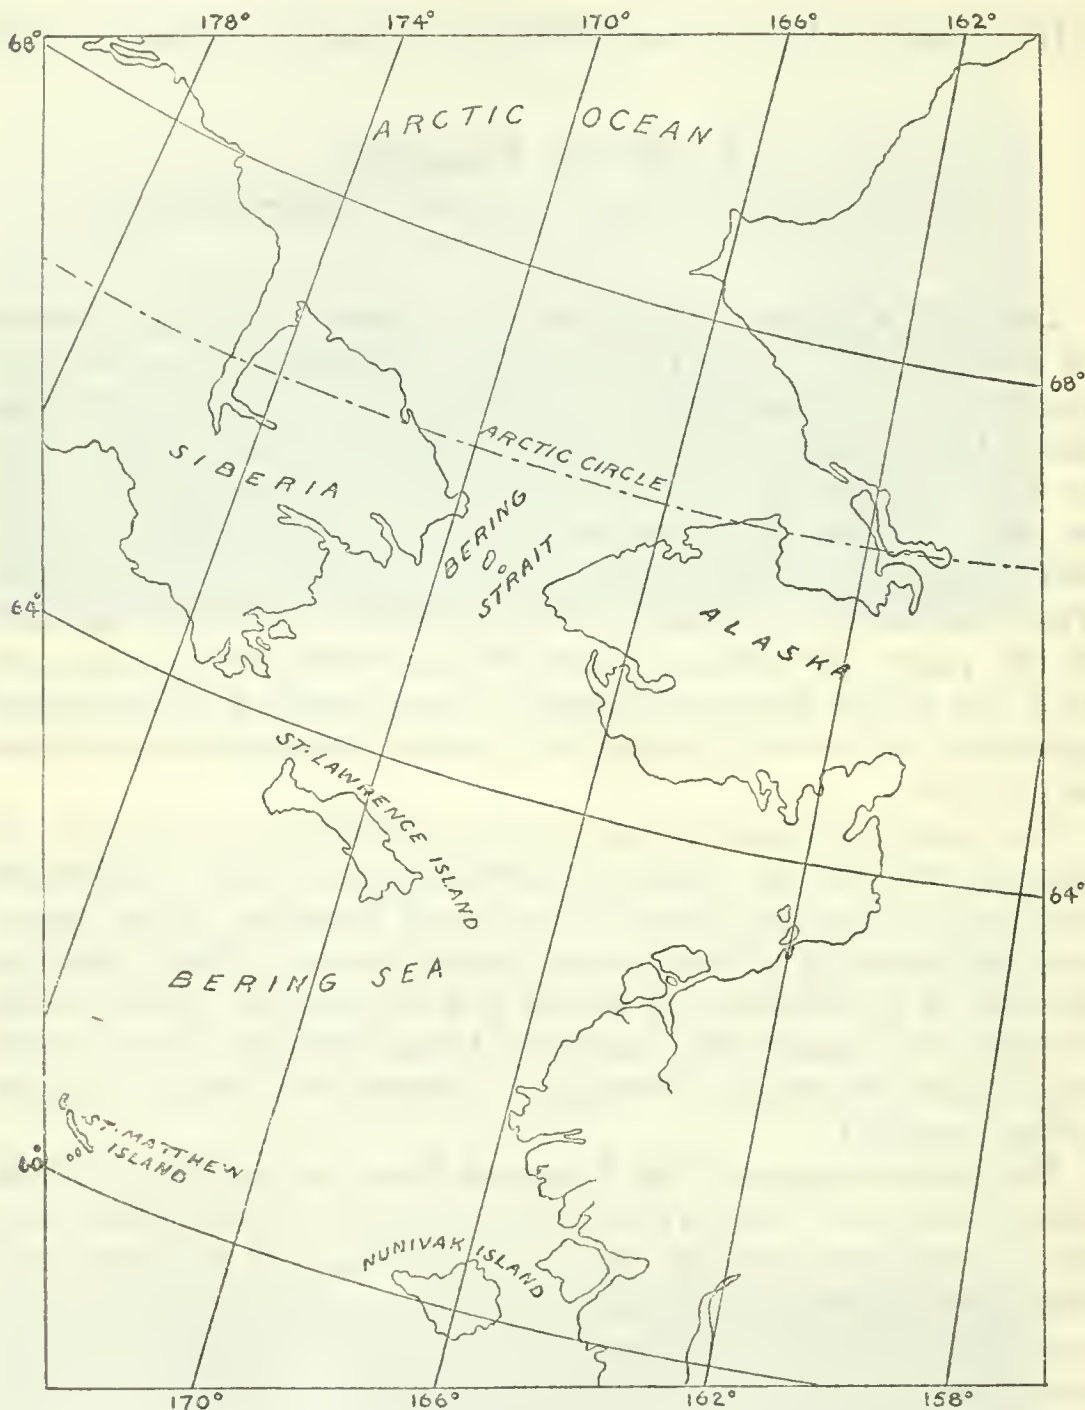 178° 174° 170° 166° 162°
68°
ARCTIC OCEAN
68°
ARCTIC CIRCLE
SIBERIA
BERING
STRAIT
64°
ALASKA
ST. LAWRENCE ISLAND
64°
BERING SEA
ST. MATTHEW
ISLAND
60°
NUNIVAK ISLAND
170° 166° 162° 158°